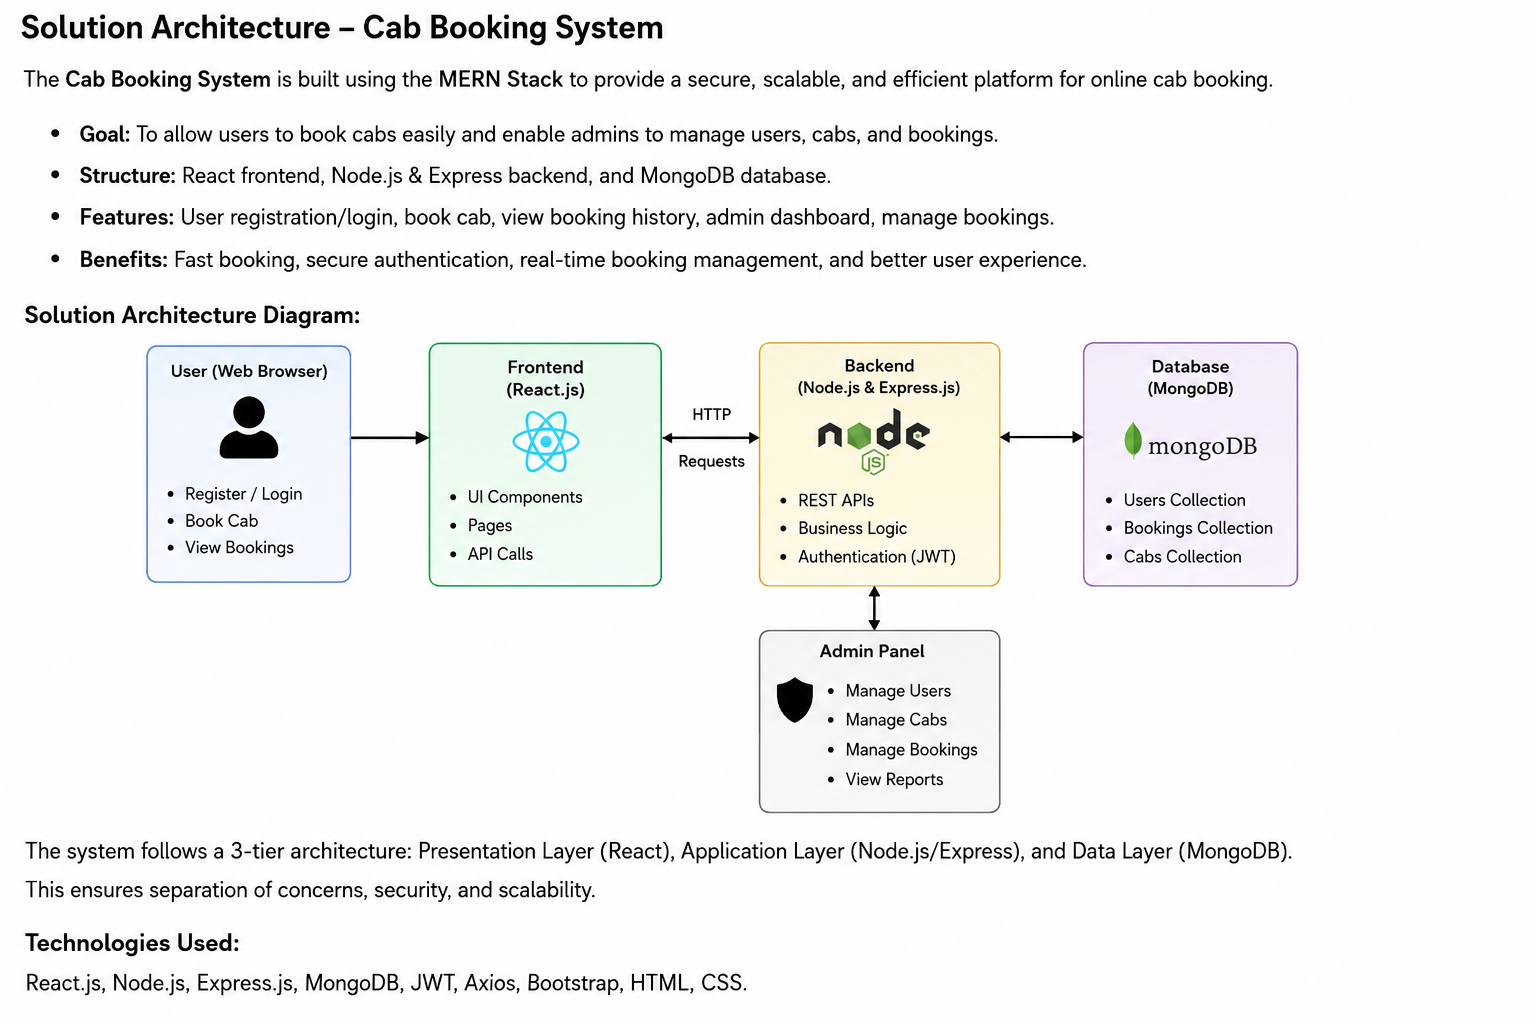 Solution Architecture – Cab Booking System
The Cab Booking System is built using the MERN Stack to provide a secure, scalable, and efficient platform for online cab booking.
• Goal: To allow users to book cabs easily and enable admins to manage users, cabs, and bookings.
• Structure: React frontend, Node.js & Express backend, and MongoDB database.
• Features: User registration/login, book cab, view booking history, admin dashboard, manage bookings.
• Benefits: Fast booking, secure authentication, real-time booking management, and better user experience.
Solution Architecture Diagram:
User (Web Browser)
• Register / Login
• Book Cab
• View Bookings
Frontend
(React.js)
• UI Components
• Pages
• API Calls
HTTP
Requests
Backend
(Node.js & Express.js)
node
JS
• REST APIs
• Business Logic
• Authentication (JWT)
Database
(MongoDB)
mongoDB
• Users Collection
• Bookings Collection
• Cabs Collection
Admin Panel
• Manage Users
• Manage Cabs
• Manage Bookings
• View Reports
The system follows a 3-tier architecture: Presentation Layer (React), Application Layer (Node.js/Express), and Data Layer (MongoDB).
This ensures separation of concerns, security, and scalability.
Technologies Used:
React.js, Node.js, Express.js, MongoDB, JWT, Axios, Bootstrap, HTML, CSS.